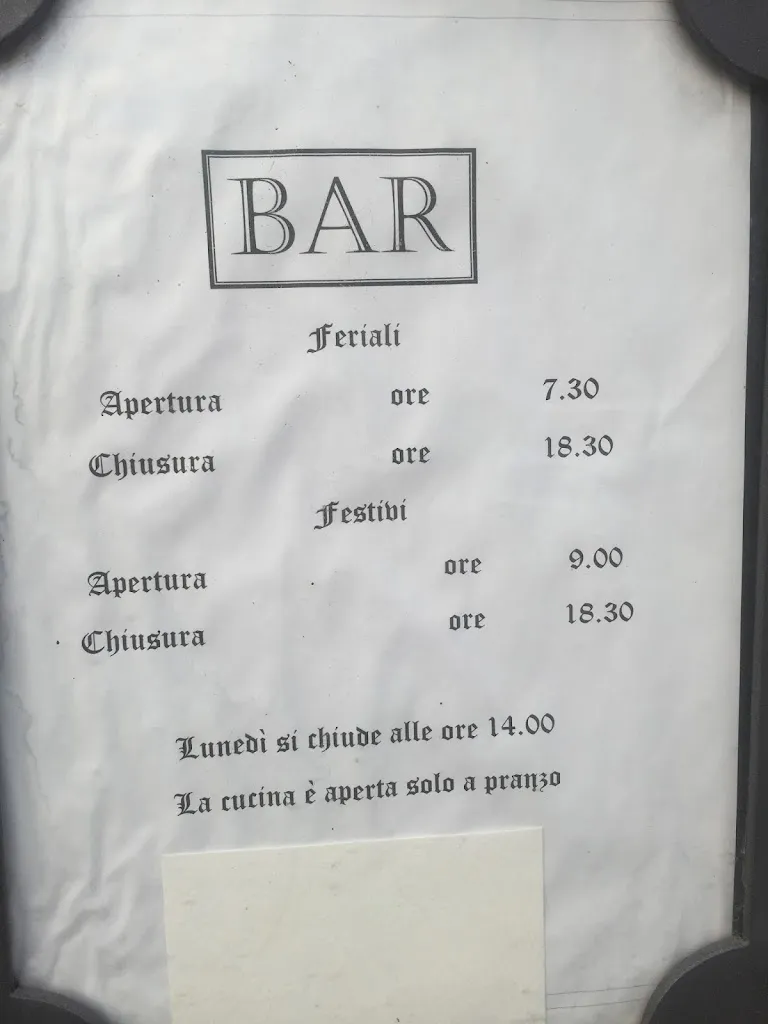 BAR
Feriali
Apertura ore 7.30
Chiusura ore 18.30
Festivi
Apertura ore 9.00
Chiusura ore 18.30
Lunedì si chiude alle ore 14.00
La cucina è aperta solo a pranzo